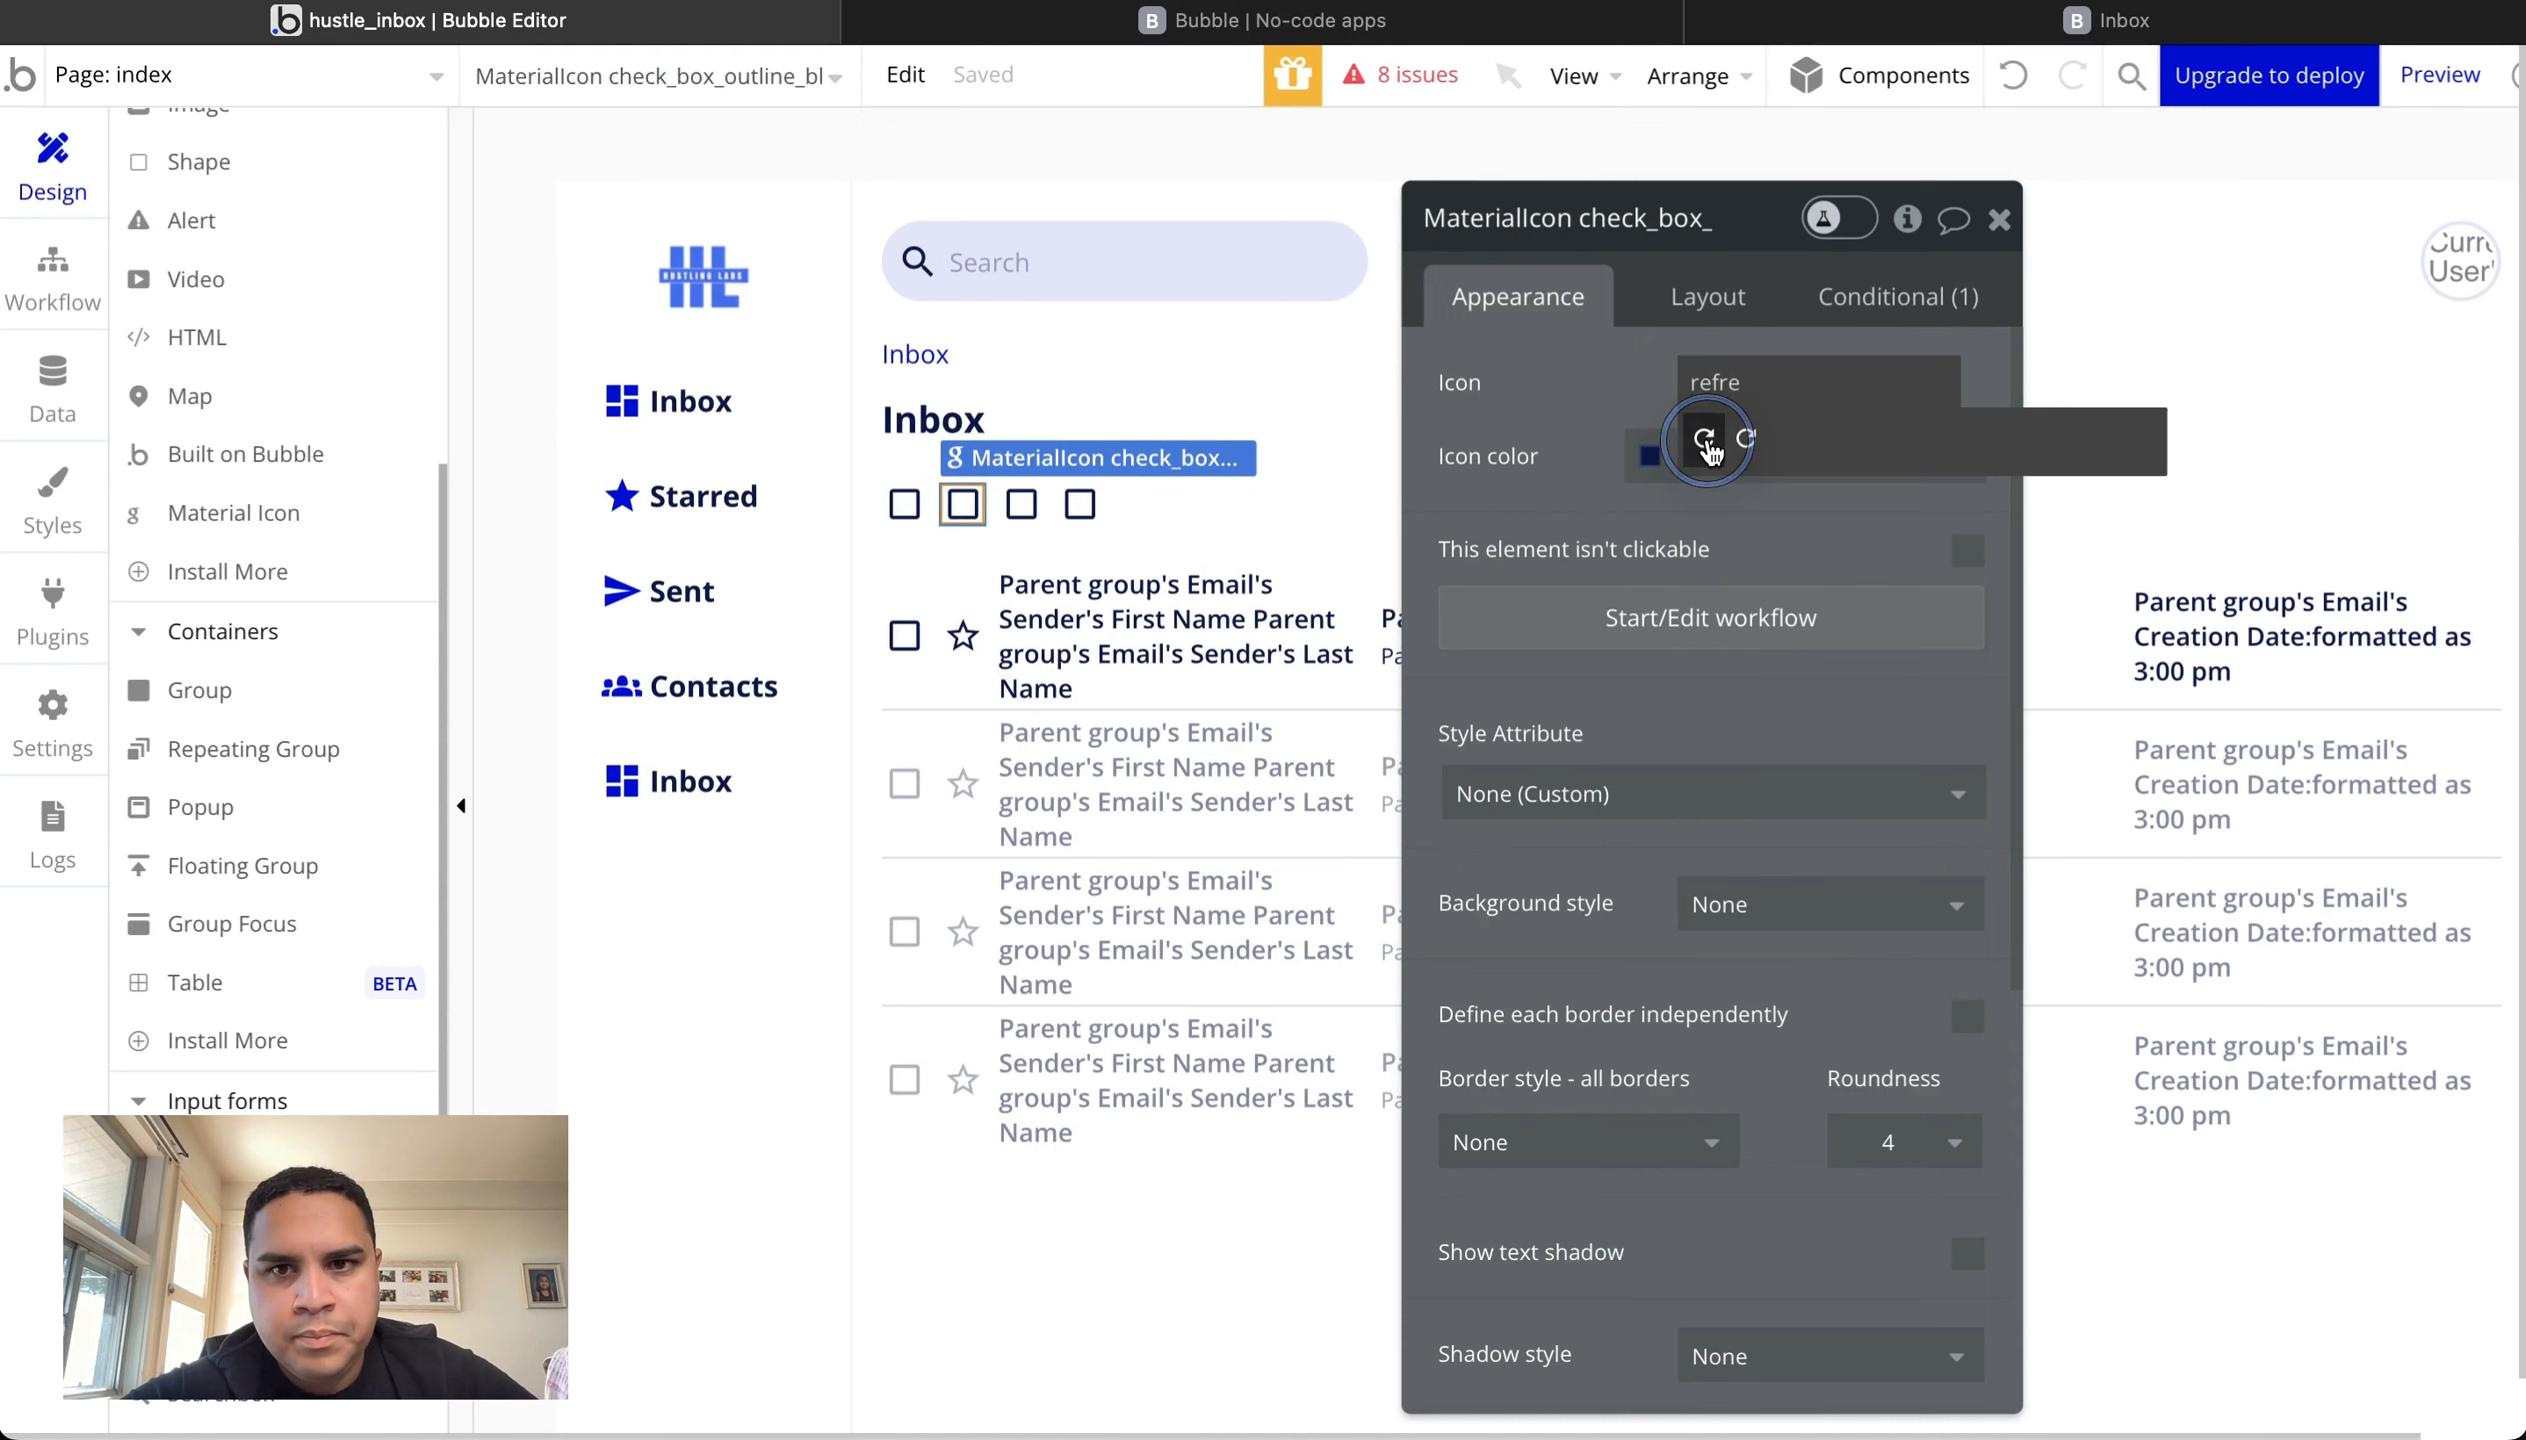 hustle_inbox | Bubble Editor
B Bubble | No-code apps
B Inbox
Page: index
MaterialIcon check_box_outline_bl
Edit
Saved
8 issues
View
Arrange
Components
Upgrade to deploy
Preview
Design
Workflow
Data
Styles
Plugins
Settings
Logs
Image
Shape
Alert
Video
HTML
Map
Built on Bubble
g Material Icon
Install More
Containers
Group
Repeating Group
Popup
Floating Group
Group Focus
Table BETA
Install More
Input forms
HUSTLING LABS
Inbox
Starred
Sent
Contacts
Inbox
Search
Inbox
Inbox
g MaterialIcon check_box...
Parent group's Email's
Sender's First Name Parent
group's Email's Sender's Last
Name
Parent group's Email's
Creation Date:formatted as
3:00 pm
Parent group's Email's
Sender's First Name Parent
group's Email's Sender's Last
Name
Parent group's Email's
Creation Date:formatted as
3:00 pm
Parent group's Email's
Sender's First Name Parent
group's Email's Sender's Last
Name
Parent group's Email's
Creation Date:formatted as
3:00 pm
Parent group's Email's
Sender's First Name Parent
group's Email's Sender's Last
Name
Parent group's Email's
Creation Date:formatted as
3:00 pm
MaterialIcon check_box_
Appearance
Layout
Conditional (1)
Icon
refre
Icon color
This element isn't clickable
Start/Edit workflow
Style Attribute
None (Custom)
Background style
None
Define each border independently
Border style - all borders
Roundness
None
4
Show text shadow
Shadow style
None
User'